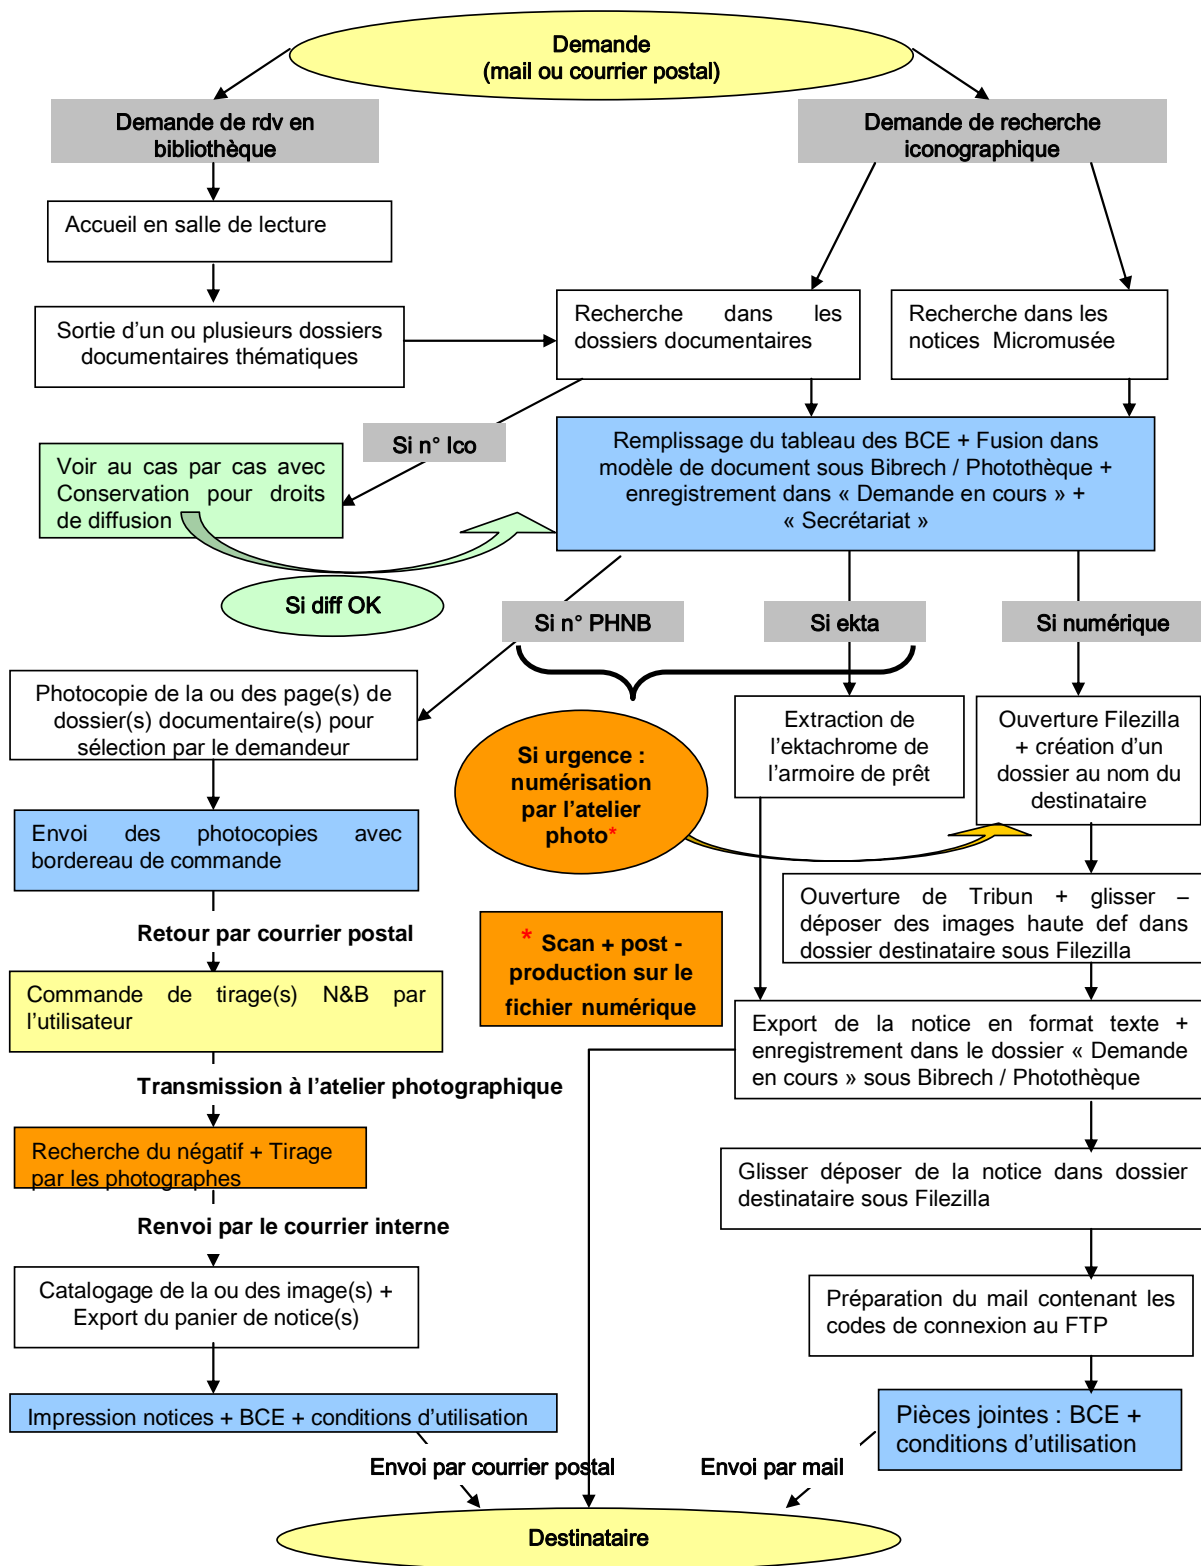 Demande
(mail ou courrier postal)
Demande de rdv en
bibliothèque
Demande de recherche
iconographique
Accueil en salle de lecture
Sortie d'un ou plusieurs dossiers
documentaires thématiques
Recherche dans les
dossiers documentaires
Recherche dans les
notices Micromusée
Si n° Ico
Voir au cas par cas avec
Conservation pour droits
de diffusion
Remplissage du tableau des BCE + Fusion dans
modèle de document sous Bibrech / Photothèque +
enregistrement dans « Demande en cours » +
« Secrétariat »
Si diff OK
Si n° PHNB
Si ekta
Si numérique
Photocopie de la ou des page(s) de
dossier(s) documentaire(s) pour
sélection par le demandeur
Si urgence :
numérisation
par l'atelier
photo*
Extraction de
l'ektachrome de
l'armoire de prêt
Ouverture Filezilla
+ création d'un
dossier au nom du
destinataire
Envoi des photocopies avec
bordereau de commande
Ouverture de Tribun + glisser –
déposer des images haute def dans
dossier destinataire sous Filezilla
Retour par courrier postal
* Scan + post -
production sur le
fichier numérique
Commande de tirage(s) N&B par
l'utilisateur
Export de la notice en format texte +
enregistrement dans le dossier « Demande
en cours » sous Bibrech / Photothèque
Transmission à l'atelier photographique
Recherche du négatif + Tirage
par les photographes
Glisser déposer de la notice dans dossier
destinataire sous Filezilla
Renvoi par le courrier interne
Catalogage de la ou des image(s) +
Export du panier de notice(s)
Préparation du mail contenant les
codes de connexion au FTP
Impression notices + BCE + conditions d'utilisation
Pièces jointes : BCE +
conditions d'utilisation
Envoi par courrier postal
Envoi par mail
Destinataire